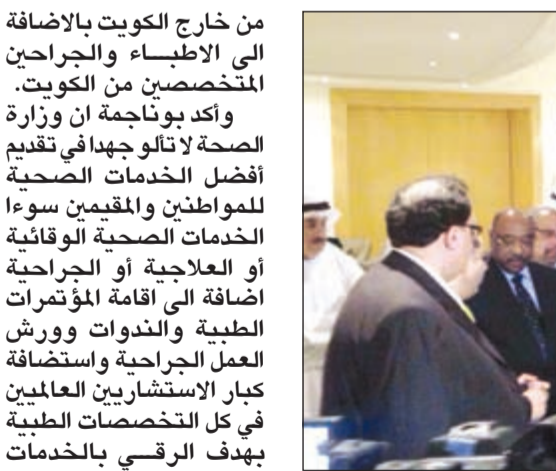 من خارج الكويت بالاضافة
الى الاطبـــاء والجراحين
المتخصصين من الكويت.
وأكد بوناجمة ان وزارة
الصحة لا تألو جهدا في تقديم
أفضل الخدمات الصحية
للمواطنين والمقيمين سوءا
الخدمات الصحية الوقائية
أو العلاجية أو الجراحية
اضافة الى اقامة المؤتمرات
الطبية والندوات وورش
العمل الجراحية واستضافة
كبار الاستشاريين العالميين
في كل التخصصات الطبية
بهدف الرقـــي بالخدمات